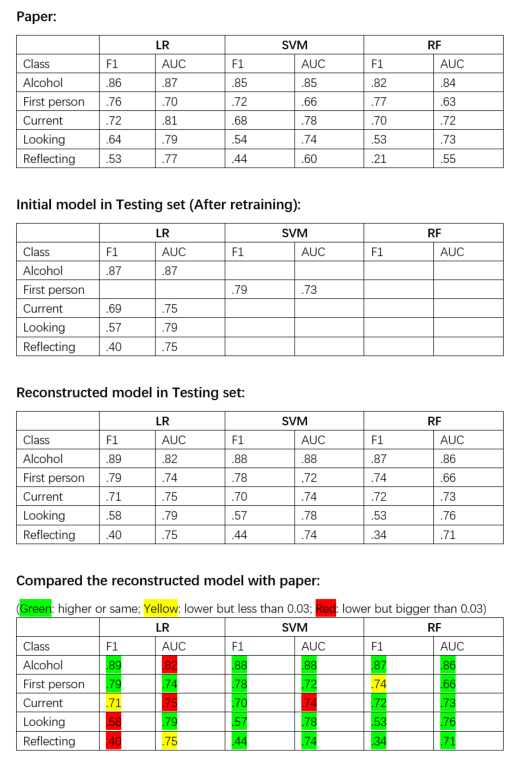 Paper:
LR SVM RF
Class F1 AUC F1 AUC F1 AUC
Alcohol .86 .87 .85 .85 .82 .84
First person .76 .70 .72 .66 .77 .63
Current .72 .81 .68 .78 .70 .72
Looking .64 .79 .54 .74 .53 .73
Reflecting .53 .77 .44 .60 .21 .55
Initial model in Testing set (After retraining):
LR SVM RF
Class F1 AUC F1 AUC F1 AUC
Alcohol .87 .87
First person .79 .73
Current .69 .75
Looking .57 .79
Reflecting .40 .75
Reconstructed model in Testing set:
LR SVM RF
Class F1 AUC F1 AUC F1 AUC
Alcohol .89 .82 .88 .88 .87 .86
First person .79 .74 .78 ,72 .74 .66
Current .71 .75 .70 .74 .72 .73
Looking .58 .79 .57 .78 .53 .76
Reflecting .40 .75 .44 .74 .34 .71
Compared the reconstructed model with paper:
(Green: higher or same; Yellow: lower but less than 0.03; Red: lower but bigger than 0.03)
LR SVM RF
Class F1 AUC F1 AUC F1 AUC
Alcohol .89 .82 .88 .88 .87 .86
First person .79 .74 .78 ,72 .74 .66
Current .71 .75 .70 .74 .72 .73
Looking .58 .79 .57 .78 .53 .76
Reflecting .40 .75 .44 .74 .34 .71